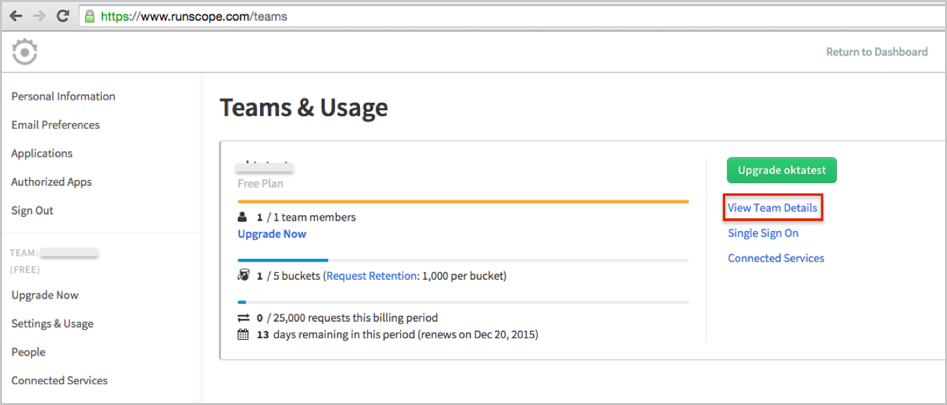 https://www.runscope.com/teams
Return to Dashboard
Personal Information
Email Preferences
Applications
Authorized Apps
Sign Out
TEAM:
(FREE)
Upgrade Now
Settings & Usage
People
Connected Services
Teams & Usage
Free Plan
1 / 1 team members
Upgrade Now
1 / 5 buckets (Request Retention: 1,000 per bucket)
0 / 25,000 requests this billing period
13 days remaining in this period (renews on Dec 20, 2015)
Upgrade oktatest
View Team Details
Single Sign On
Connected Services